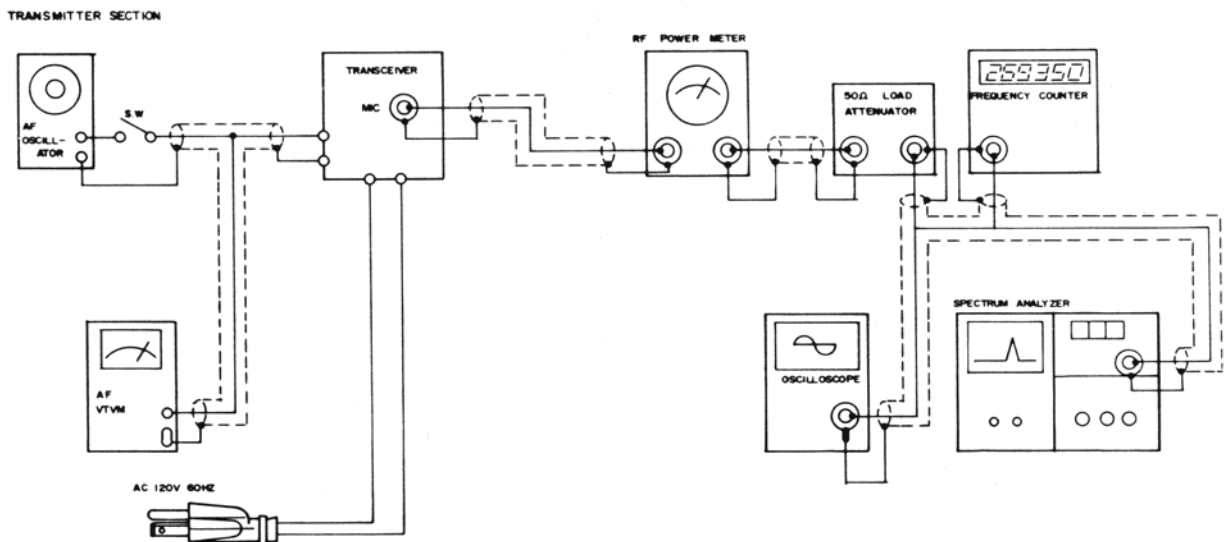 TRANSMITTER SECTION
RF POWER METER
TRANSCEIVER
MIC
S.W
AF
OSCILL-
ATOR
50Ω LOAD
ATTENUATOR
269350
FREQUENCY COUNTER
AF
VTVM
OSCILLOSCOPE
SPECTRUM ANALYZER
AC 120V 60HZ